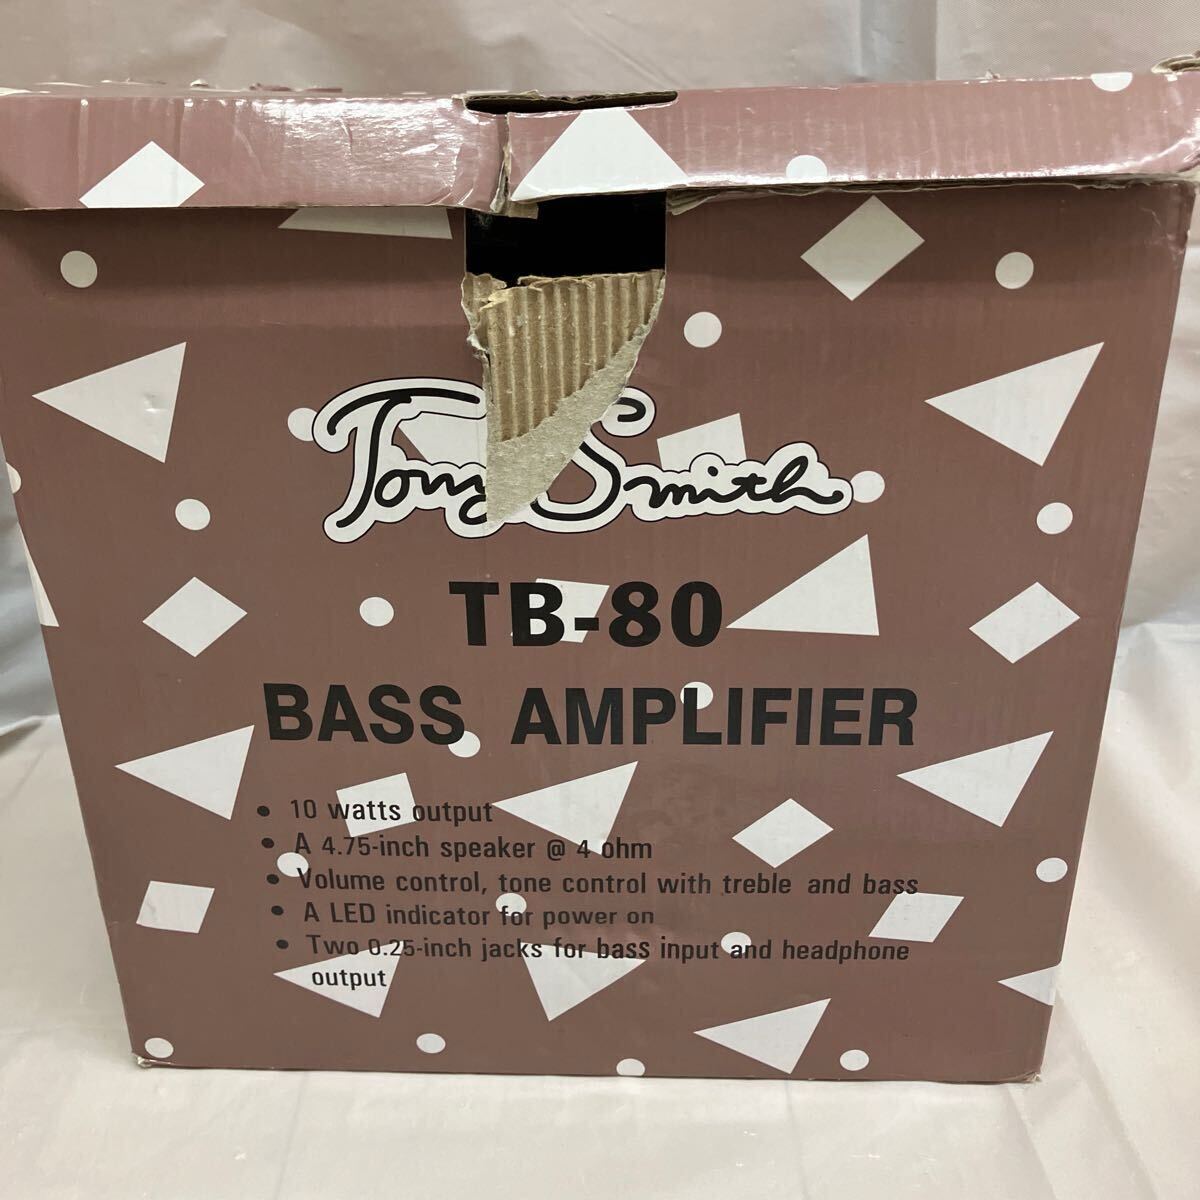 Tony Smith
TB-80
BASS AMPLIFIER
• 10 watts output
• A 4.75-inch speaker @ 4 ohm
• Volume control, tone control with treble and bass
• A LED indicator for power on
• Two 0.25-inch jacks for bass input and headphone
output